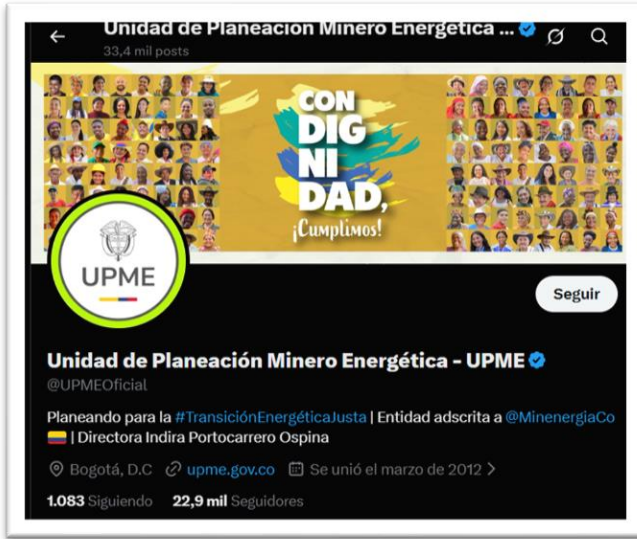 Unidad de Planeación Minero Energética ...
33,4 mil posts
CON
DIG
NI
DAD,
¡Cumplimos!
UPME
Seguir
Unidad de Planeación Minero Energética - UPME
@UPMEOficial
Planeando para la #TransiciónEnergéticaJusta | Entidad adscrita a @MinenergiaCo
| Directora Indira Portocarrero Ospina
Bogotá, D.C upme.gov.co Se unió el marzo de 2012
1.083 Siguiendo 22,9 mil Seguidores